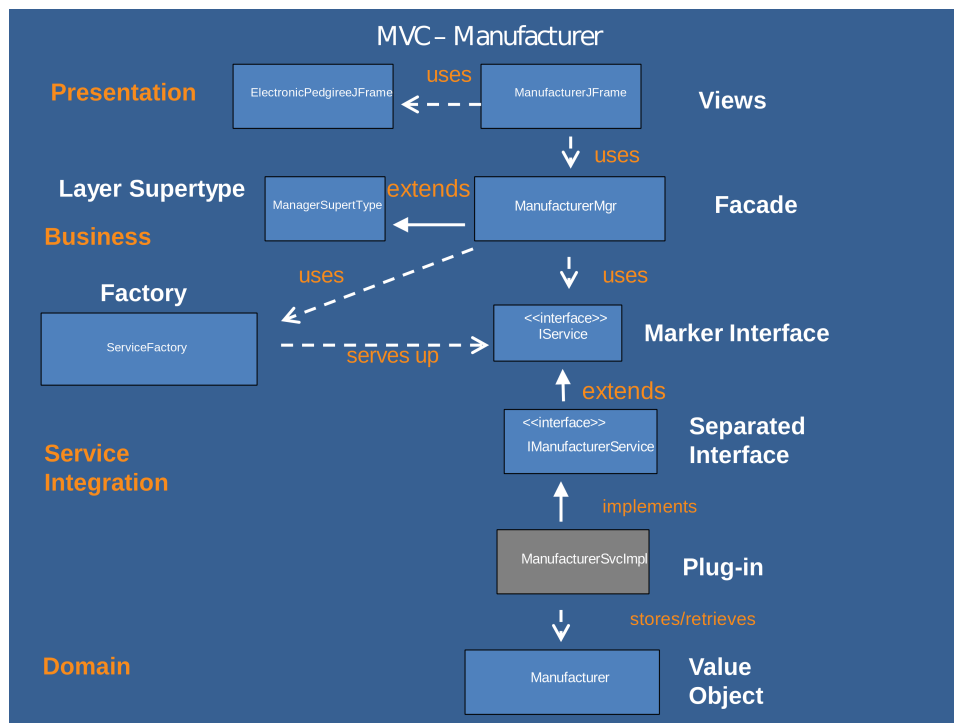 MVC – Manufacturer
uses
Presentation
ElectronicPedgireeJFrame
ManufacturerJFrame
Views
uses
Layer Supertype
extends
ManagerSupertType
ManufacturerMgr
Facade
Business
uses
uses
Factory
<<interface>>
IService
Marker Interface
ServiceFactory
serves up
extends
<<interface>>
IManufacturerService
Separated
Interface
Service
Integration
implements
ManufacturerSvcImpl
Plug-in
stores/retrieves
Domain
Manufacturer
Value
Object